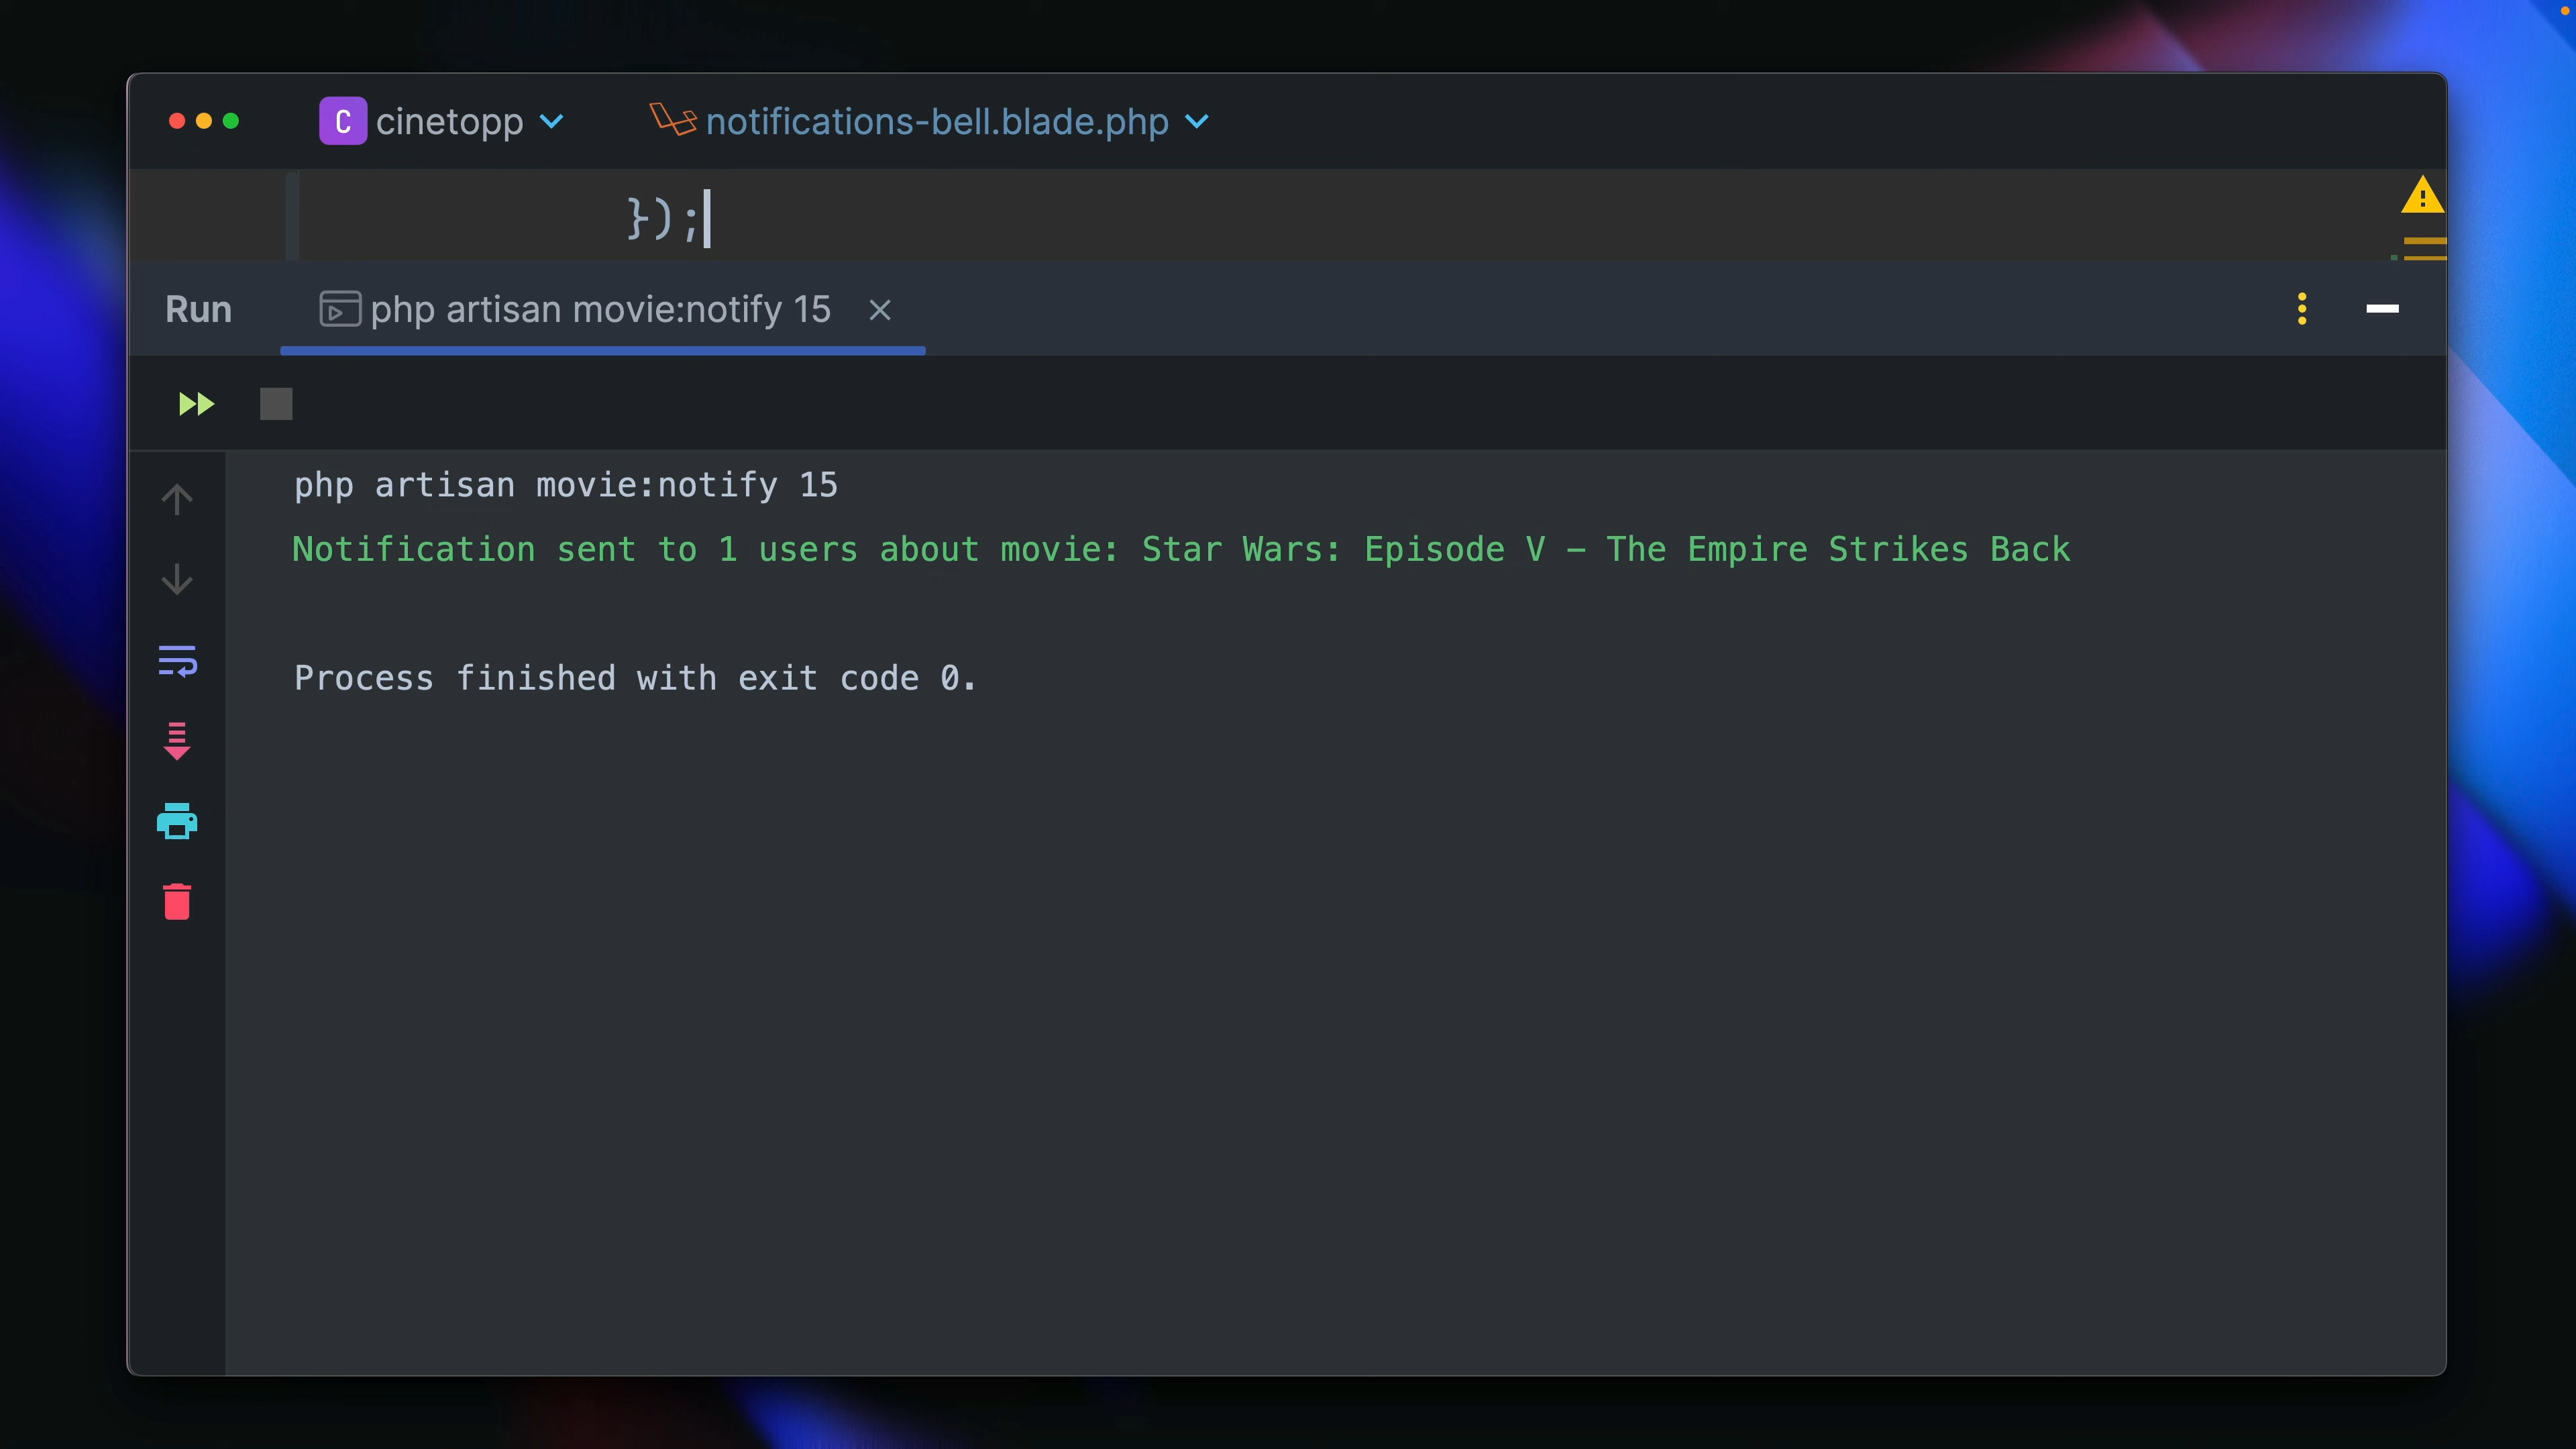 C cinetopp notifications-bell.blade.php
});
Run php artisan movie:notify 15
php artisan movie:notify 15
Notification sent to 1 users about movie: Star Wars: Episode V – The Empire Strikes Back
Process finished with exit code 0.